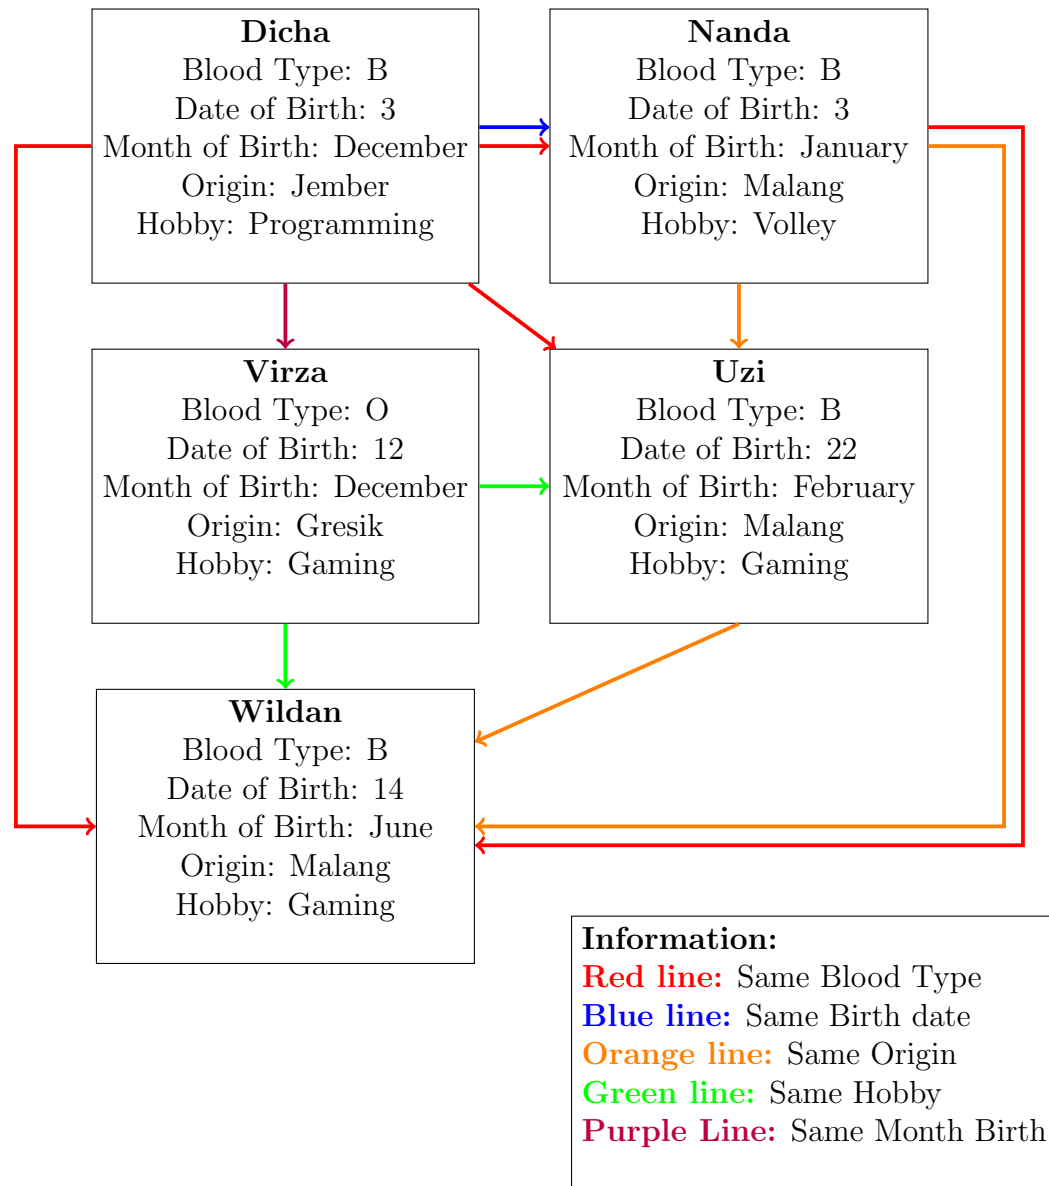 Dicha
Blood Type: B
Date of Birth: 3
Month of Birth: December
Origin: Jember
Hobby: Programming
Nanda
Blood Type: B
Date of Birth: 3
Month of Birth: January
Origin: Malang
Hobby: Volley
Virza
Blood Type: O
Date of Birth: 12
Month of Birth: December
Origin: Gresik
Hobby: Gaming
Uzi
Blood Type: B
Date of Birth: 22
Month of Birth: February
Origin: Malang
Hobby: Gaming
Wildan
Blood Type: B
Date of Birth: 14
Month of Birth: June
Origin: Malang
Hobby: Gaming
Information:
Red line: Same Blood Type
Blue line: Same Birth date
Orange line: Same Origin
Green line: Same Hobby
Purple Line: Same Month Birth